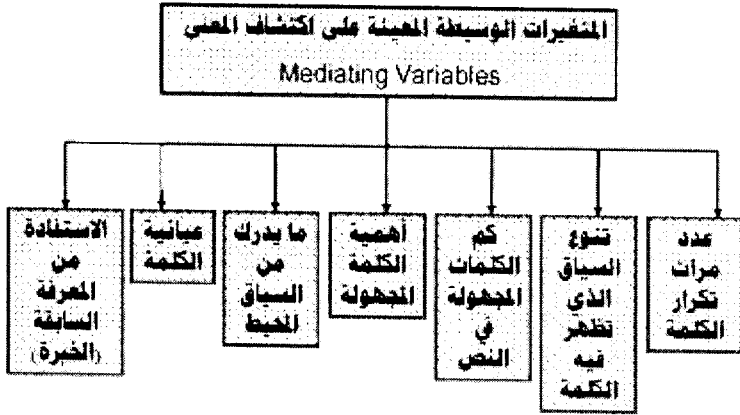 المتغيرات الوسيطة المعينة على اكتشاف المعنى
Mediating Variables
عدد
مرات
تكرار
الكلمة
تنوع
السياق
الذي
تظهر
فيه
الكلمة
كم
الكلمات
المجهولة
في
النص
أهمية
الكلمة
المجهولة
ما يدرك
من
السياق
المحيط
عيانية
الكلمة
الاستفادة
من
المعرفة
السابقة
(الخبرة)